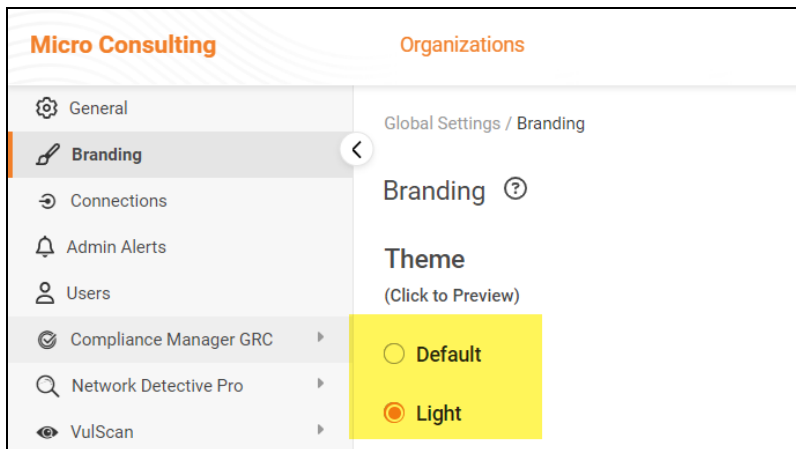 Micro Consulting
Organizations
General
Branding
Connections
Admin Alerts
Users
Compliance Manager GRC
Network Detective Pro
VulScan
Global Settings / Branding
Branding
Theme
(Click to Preview)
Default
Light